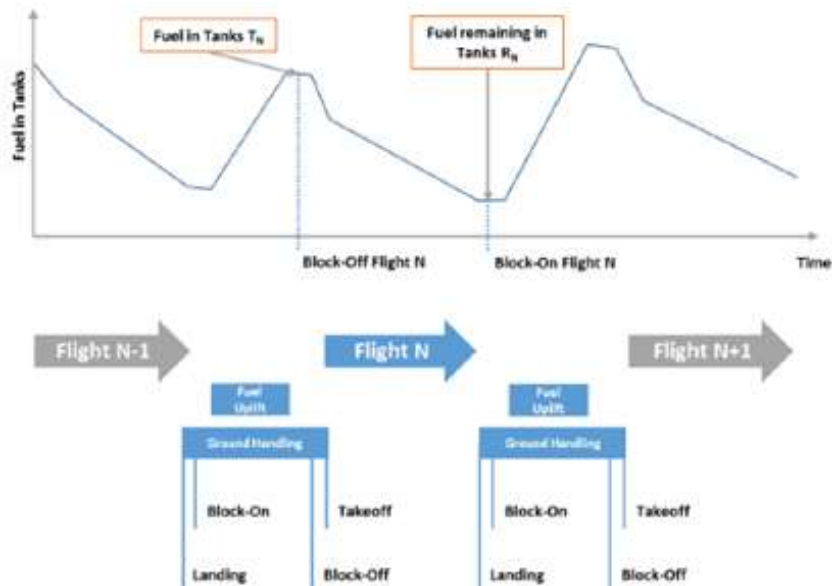 Fuel in Tanks
Fuel in Tanks TN
Fuel remaining in
Tanks RN
Block-Off Flight N
Block-On Flight N
Time
Flight N-1
Flight N
Flight N+1
Fuel
Uplift
Fuel
Uplift
Ground Handling
Ground Handling
Block-On
Takeoff
Block-On
Takeoff
Landing
Block-Off
Landing
Block-Off